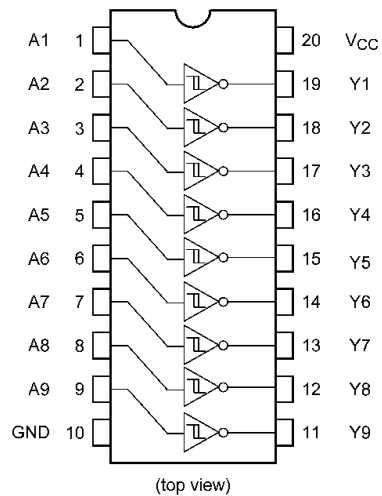 A1 1 20 VCC
A2 2 19 Y1
A3 3 18 Y2
A4 4 17 Y3
A5 5 16 Y4
A6 6 15 Y5
A7 7 14 Y6
A8 8 13 Y7
A9 9 12 Y8
GND 10 11 Y9
(top view)